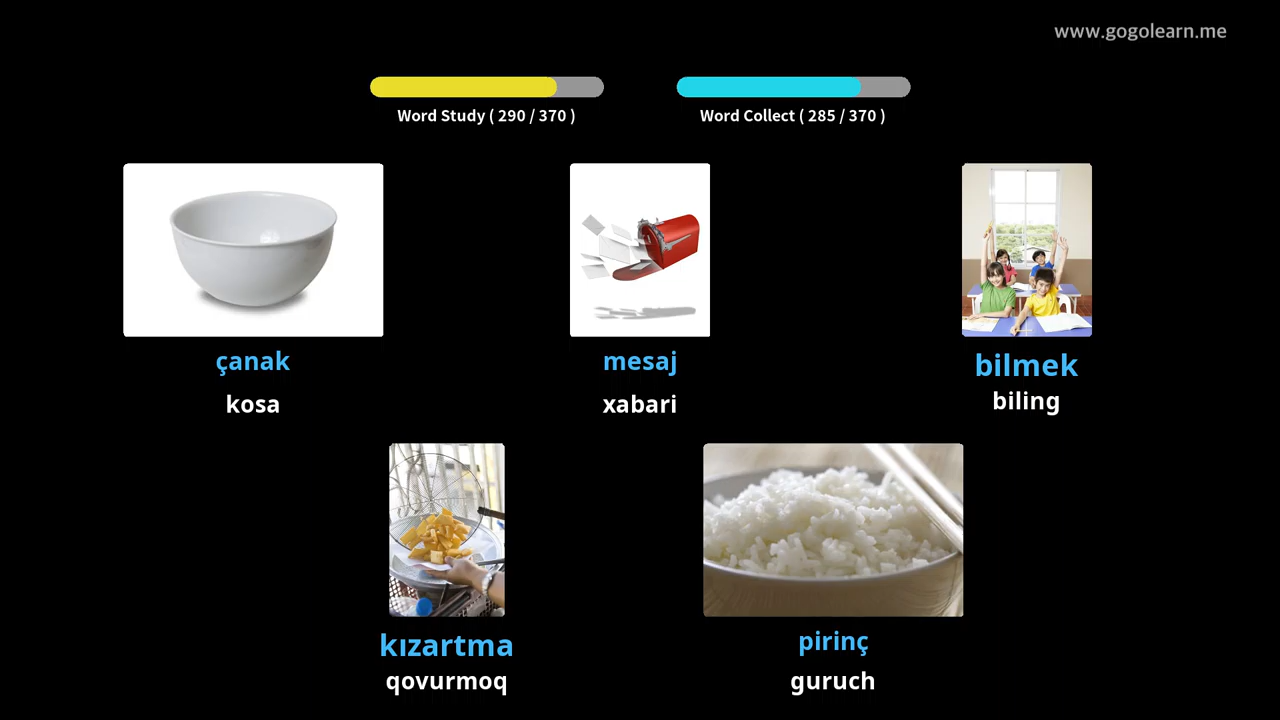 www.gogolearn.me
Word Study ( 290 / 370 )
Word Collect ( 285 / 370 )
çanak
mesaj
bilmek
kosa
xabari
biling
kızartma
pirinç
qovurmoq
guruch